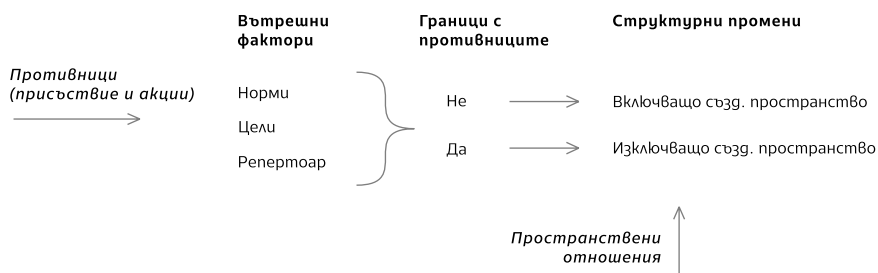 Вътрешни
фактори
Граници с
противниците
Структурни промени
Противници
(присъствие и акции)
Норми
Цели
Репертоар
Не
Да
Включващо създ. пространство
Изключващо създ. пространство
Пространствени
отношения